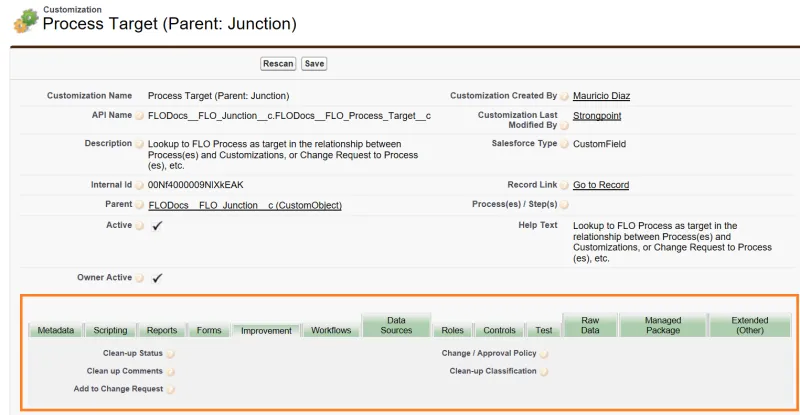 Customization
Process Target (Parent: Junction)
Rescan Save
Customization Name Process Target (Parent: Junction) Customization Created By Mauricio Diaz
API Name FLODocs__FLO_Junction__c.FLODocs__FLO_Process_Target__c Customization Last Modified By Strongpoint
Description Lookup to FLO Process as target in the relationship between Process(es) and Customizations, or Change Request to Process (es), etc. Salesforce Type CustomField
Internal Id 00Nf4000009NIXkEAK Record Link Go to Record
Parent FLODocs__FLO_Junction__c (CustomObject) Process(es) / Step(s)
Active Help Text Lookup to FLO Process as target in the relationship between Process(es) and Customizations, or Change Request to Process (es), etc.
Owner Active
Metadata Scripting Reports Forms Improvement Workflows Data Sources Roles Controls Test Raw Data Managed Package Extended (Other)
Clean-up Status Change / Approval Policy
Clean up Comments Clean-up Classification
Add to Change Request